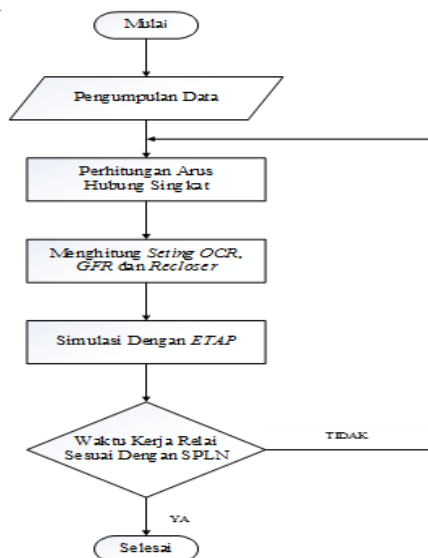 Mulai
Pengumpulan Data
Perhitungan Arus
Hubung Singkat
Menghitung Seting OCR,
GFR dan Recloser
Simulasi Dengan ETAP
Waktu Kerja Relai
Sesuai Dengan SPLN
TIDAK
YA
Selesai